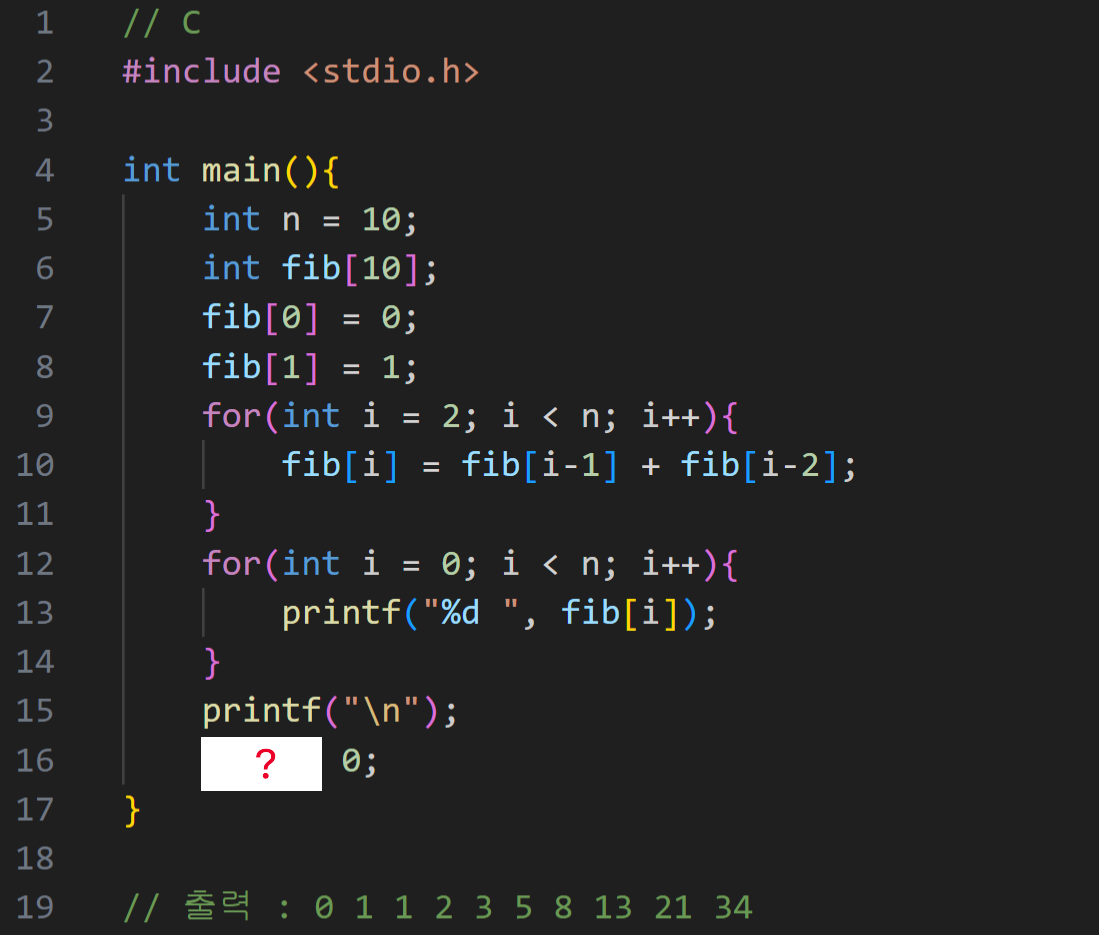 1 // C
2 #include <stdio.h>
3
4 int main(){
5     int n = 10;
6     int fib[10];
7     fib[0] = 0;
8     fib[1] = 1;
9     for(int i = 2; i < n; i++){
10         fib[i] = fib[i-1] + fib[i-2];
11     }
12     for(int i = 0; i < n; i++){
13         printf("%d ", fib[i]);
14     }
15     printf("\n");
16     ? 0;
17 }
18
19 // 출력 : 0 1 1 2 3 5 8 13 21 34